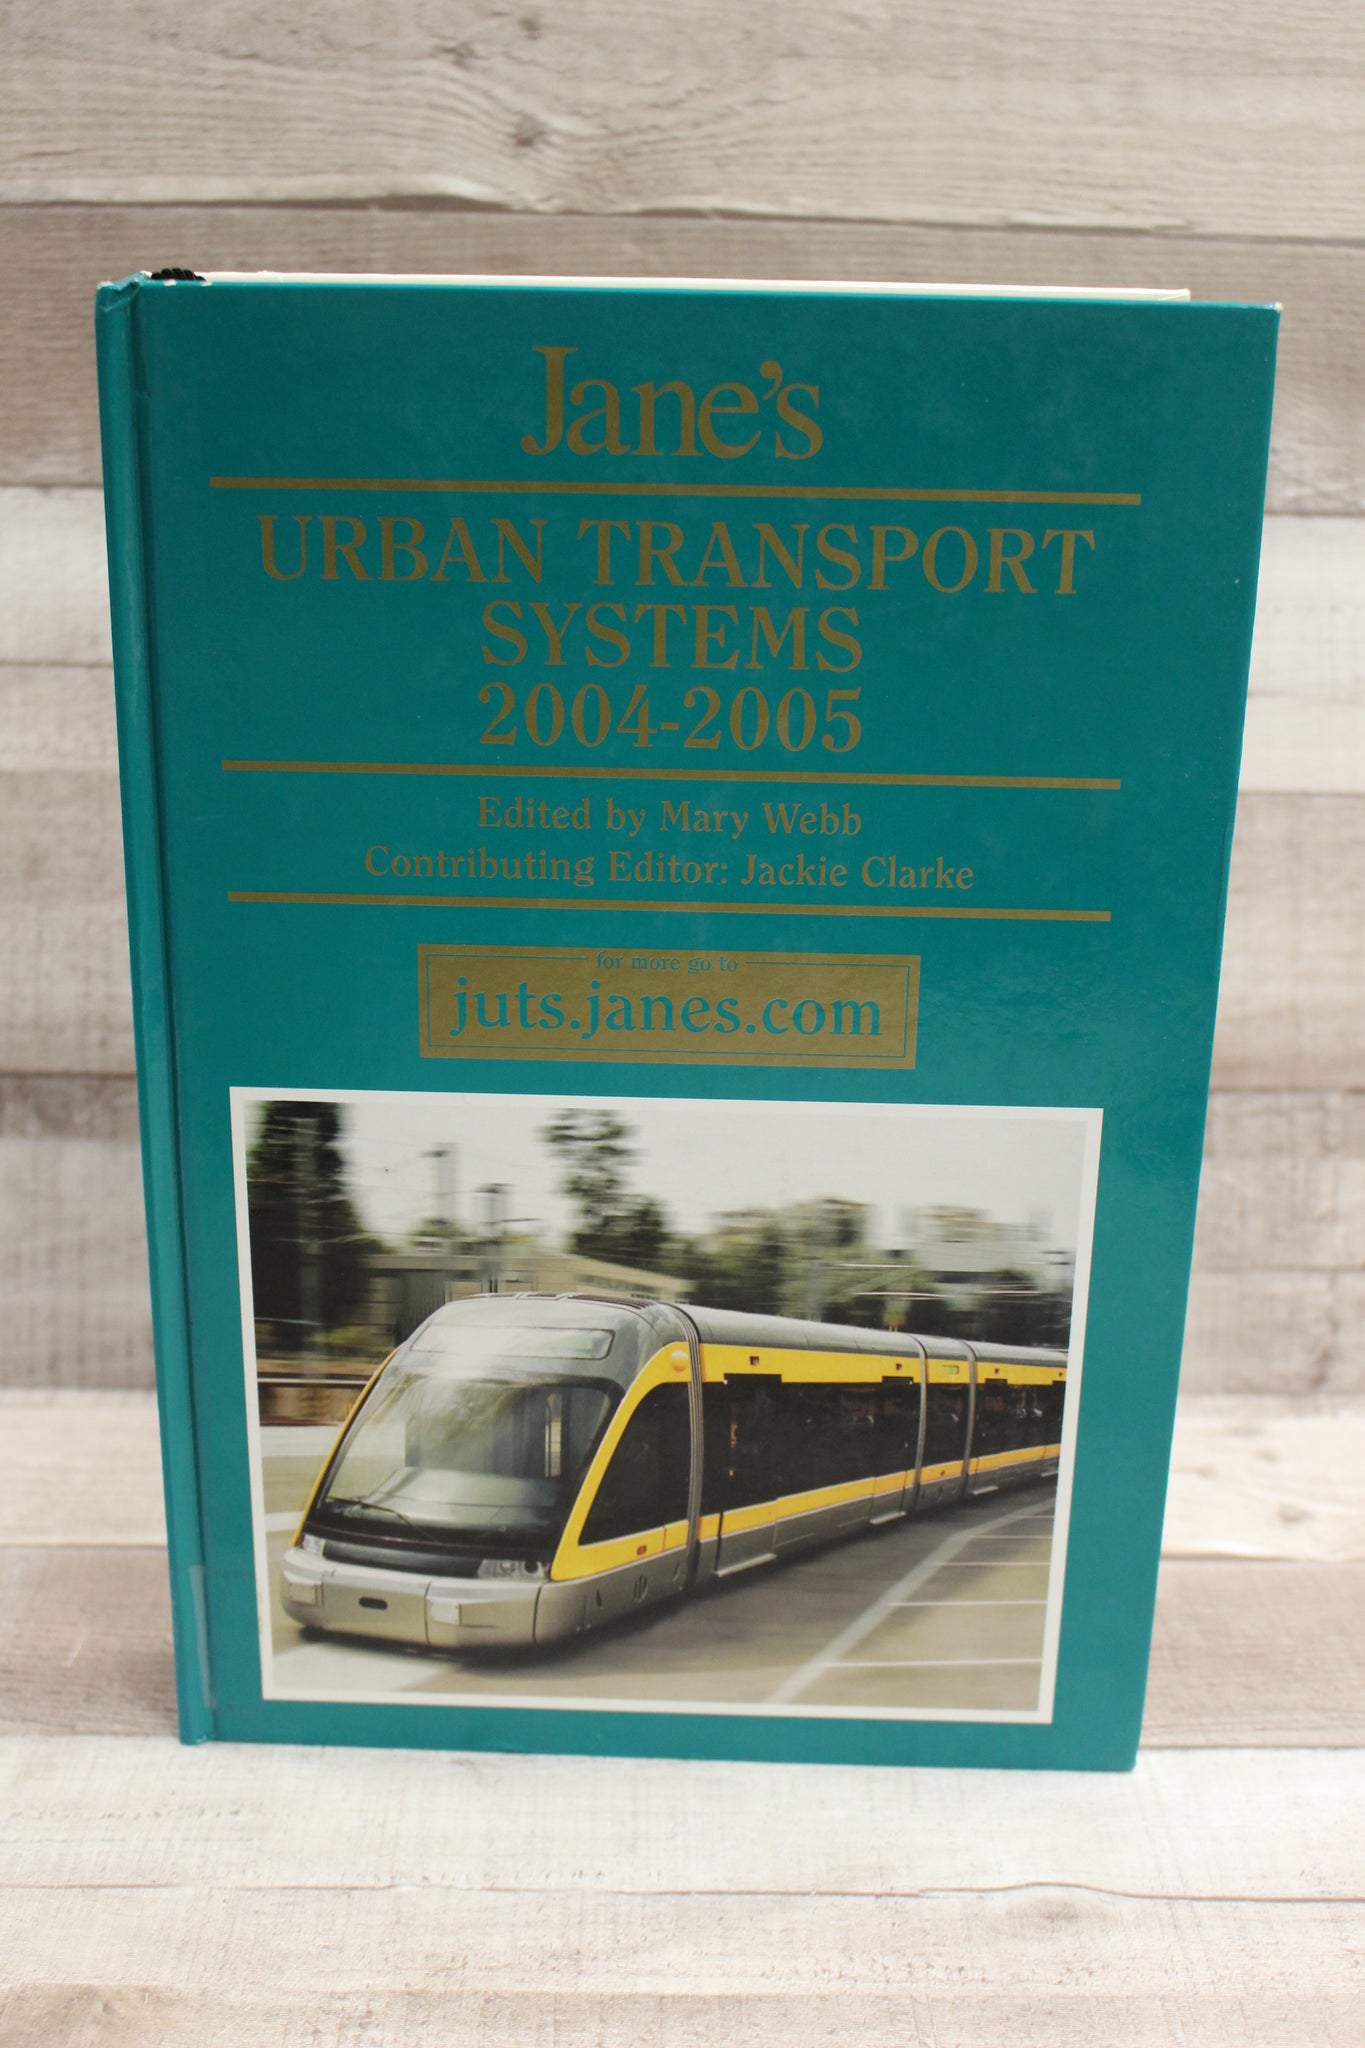 Jane's
URBAN TRANSPORT
SYSTEMS
2004-2005
Edited by Mary Webb
Contributing Editor: Jackie Clarke
for more go to
juts.janes.com